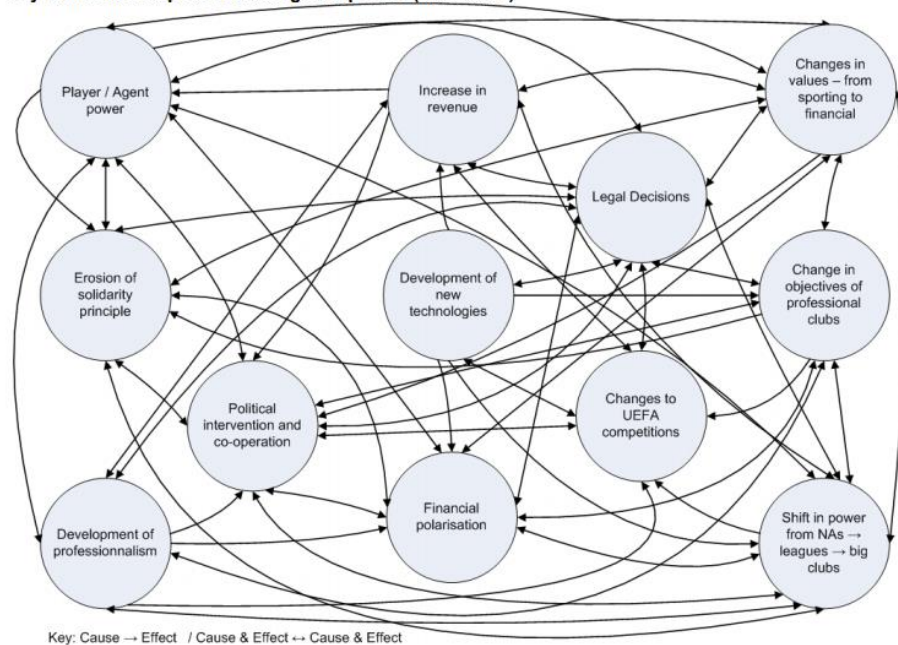 Player / Agent
power
Increase in
revenue
Changes in
values – from
sporting to
financial
Legal Decisions
Erosion of
solidarity
principle
Development of
new
technologies
Change in
objectives of
professional
clubs
Political
intervention and
co-operation
Changes to
UEFA
competitions
Development of
professionnalism
Financial
polarisation
Shift in power
from NAs →
leagues → big
clubs
Key: Cause → Effect / Cause & Effect ↔ Cause & Effect